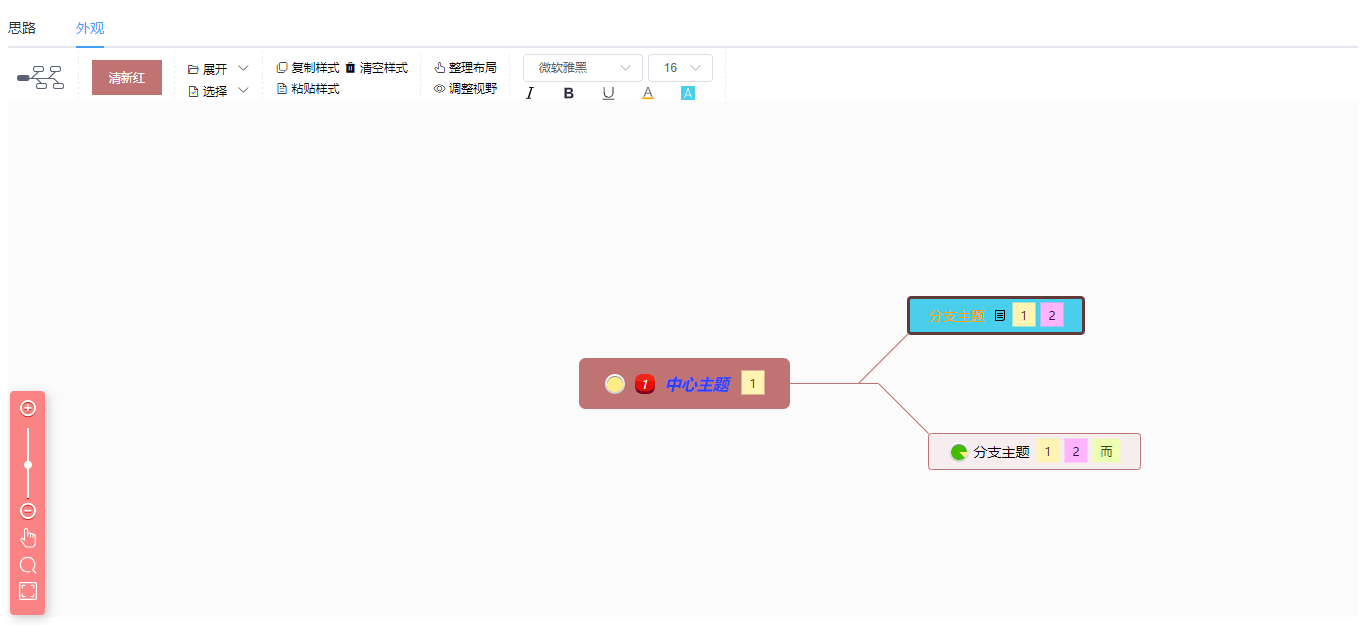 思路 外观
清新红
展开 复制样式 清空样式 整理布局 微软雅黑 16
选择 粘贴样式 调整视野 I B U A A
分支主题 1 2
1 中心主题 1
分支主题 1 2 而